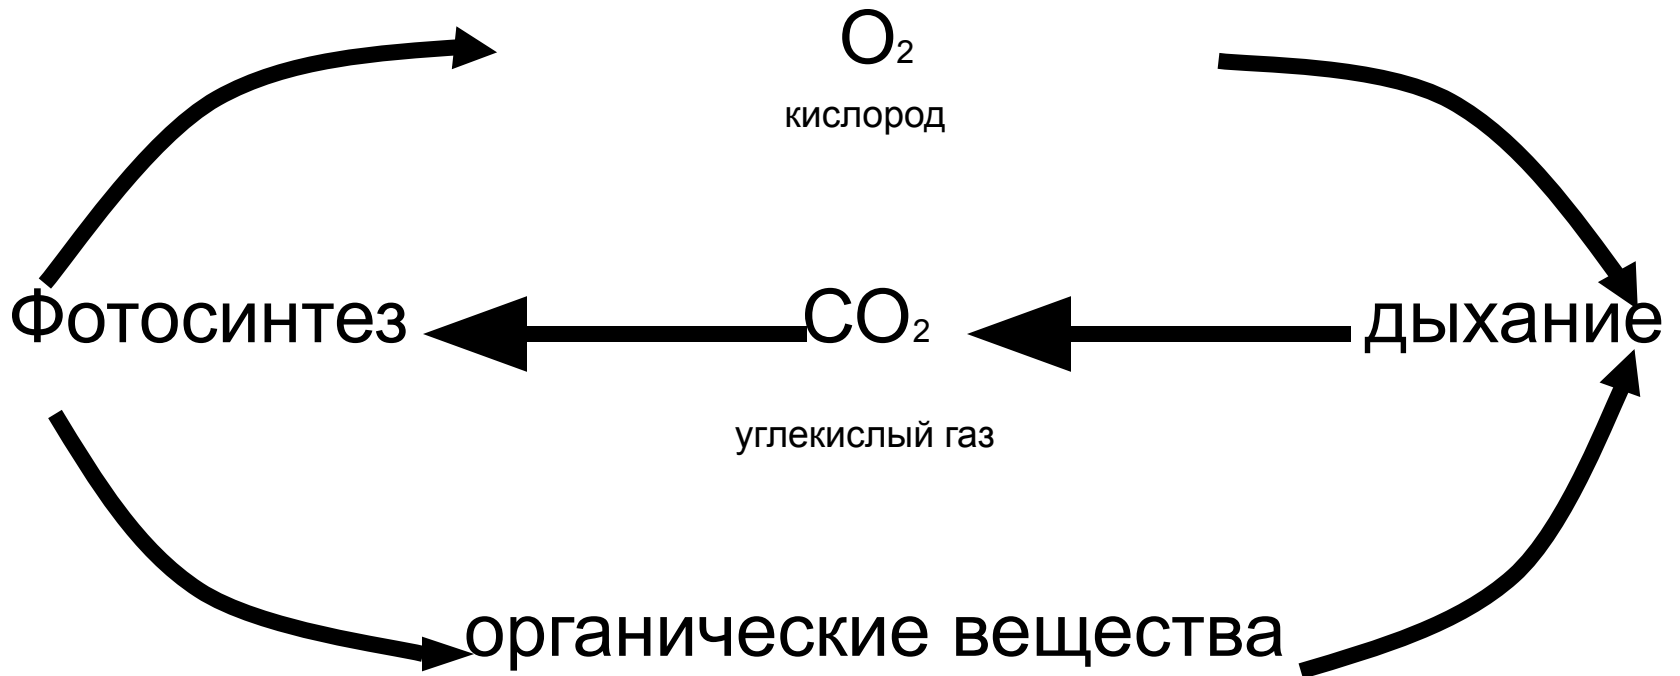 O₂
кислород
Фотосинтез
CO₂
дыхание
углекислый газ
органические вещества